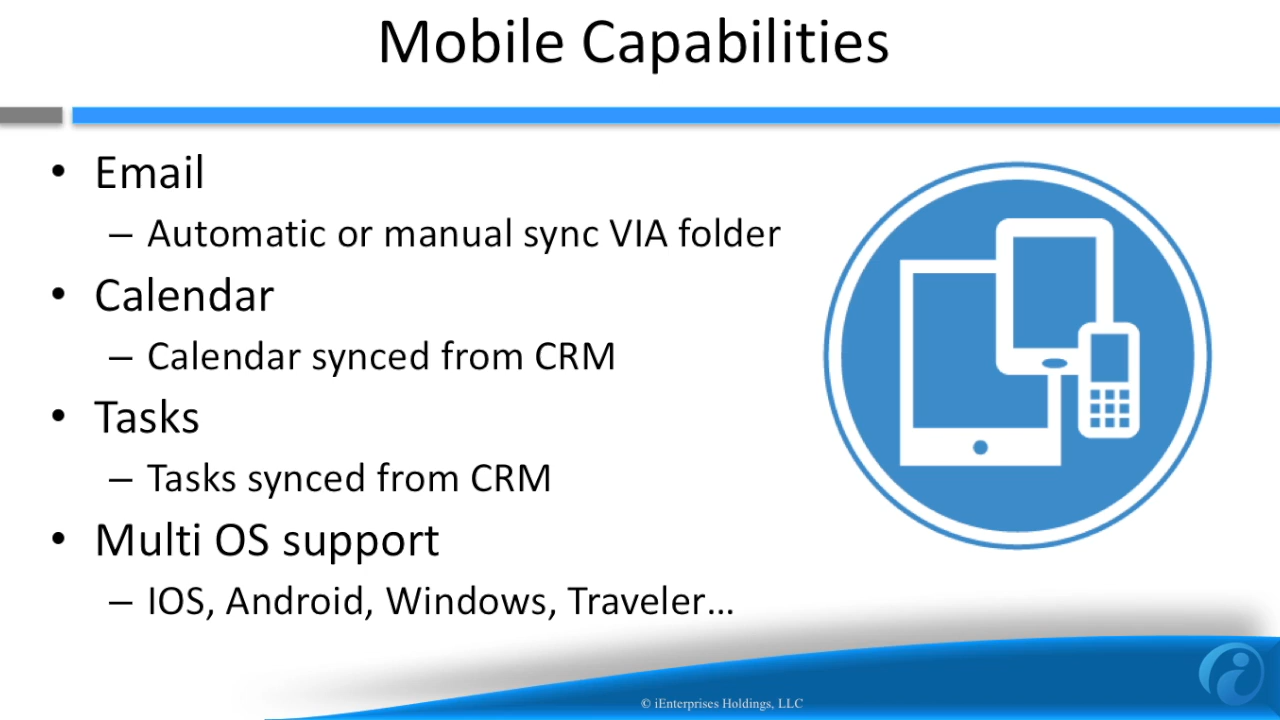 Mobile Capabilities
• Email
– Automatic or manual sync VIA folder
• Calendar
– Calendar synced from CRM
• Tasks
– Tasks synced from CRM
• Multi OS support
– IOS, Android, Windows, Traveler…
© iEnterprises Holdings, LLC